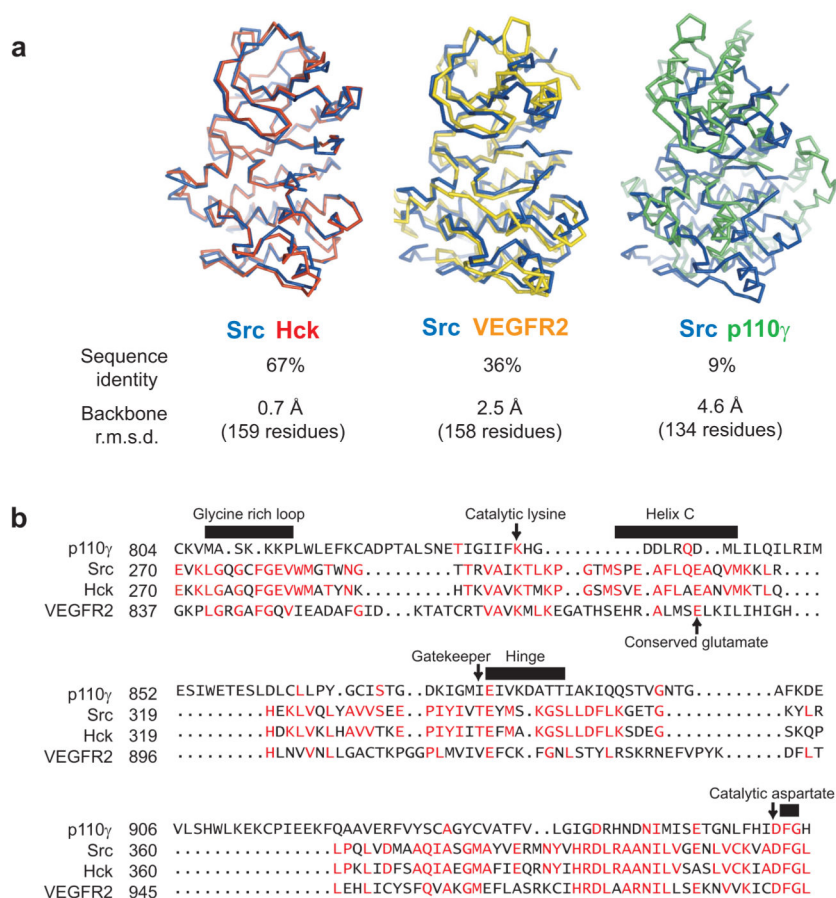 a
Src Hck Src VEGFR2 Src p110γ
Sequence identity 67% 36% 9%
Backbone r.m.s.d. 0.7 Å (159 residues) 2.5 Å (158 residues) 4.6 Å (134 residues)
b
Glycine rich loop Catalytic lysine Helix C
p110γ 804 CKVMA.SK.KKPLWLEFKCADPTALSNETIGIIFKHG..........DDLRQD..MLILQILRIM
Src 270 EVKLGQGCFGEVWMGTWNG......TTRVAIKTLKP.GTMSPE.AFLQEAQVMKKLR....
Hck 270 EKKLGAGQFGEVWMATYNK......HTKVAVKTMKP.GSMSVE.AFLAEANVMKTL.....
VEGFR2 837 GKPLGRGAFGQVIEADAFGID..KTATCRTVAVKMLKEGATHSEHR.ALMSELKILIHIGH...
Conserved glutamate
Gatekeeper Hinge
p110γ 852 ESIWETESLDLCLLPY.GCISTG..DKIGMIEIVKDATTIAKIQQSTVGNTG........AFKDE
Src 319 .........HEKLVQLYAVVSEE..PIYIVTEYMS.KGSLLDFLKGETG........KYLR
Hck 319 .........HDKLVKLHAVVTKE.PIYIITEFMA.KGSLLDFLKSDEG........SKQP
VEGFR2 896 .........HLNVVNLLGACTKPGGPLMVIVEFCK.FGNLSTYLRSKRNEFVPYK.....DFLT
Catalytic aspartate
p110γ 906 VLSHWLKEKCPIEEKFQAAVERFVYSCAGYCVATFV..LGIGDRHNDNIMISETGNLFHIDFGH
Src 360 ...............LPQLVDMSAQIASGMAYVERMNYVHRDLRAANILVGENLVCKVADFGL
Hck 360 ...............LPKLIDFSAQIAEGMAFIEQRNYIHRDLRAANILVSASLVCKIADFGL
VEGFR2 945 ...............LEHLICYSFQVAKGMEFLASRKCIHRDLAARNILLSEKNVVKICDFGL